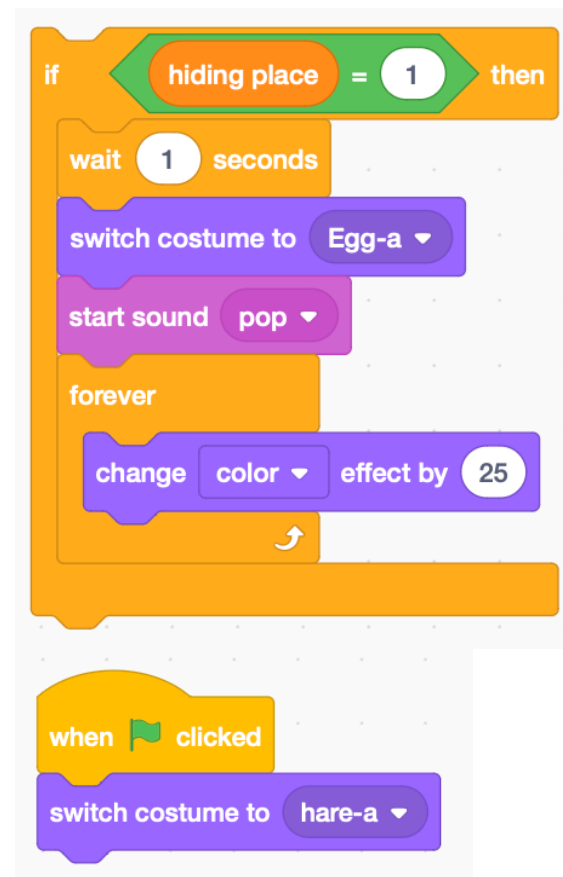 if hiding place = 1 then
wait 1 seconds
switch costume to Egg-a
start sound pop
forever
change color effect by 25
when clicked
switch costume to hare-a